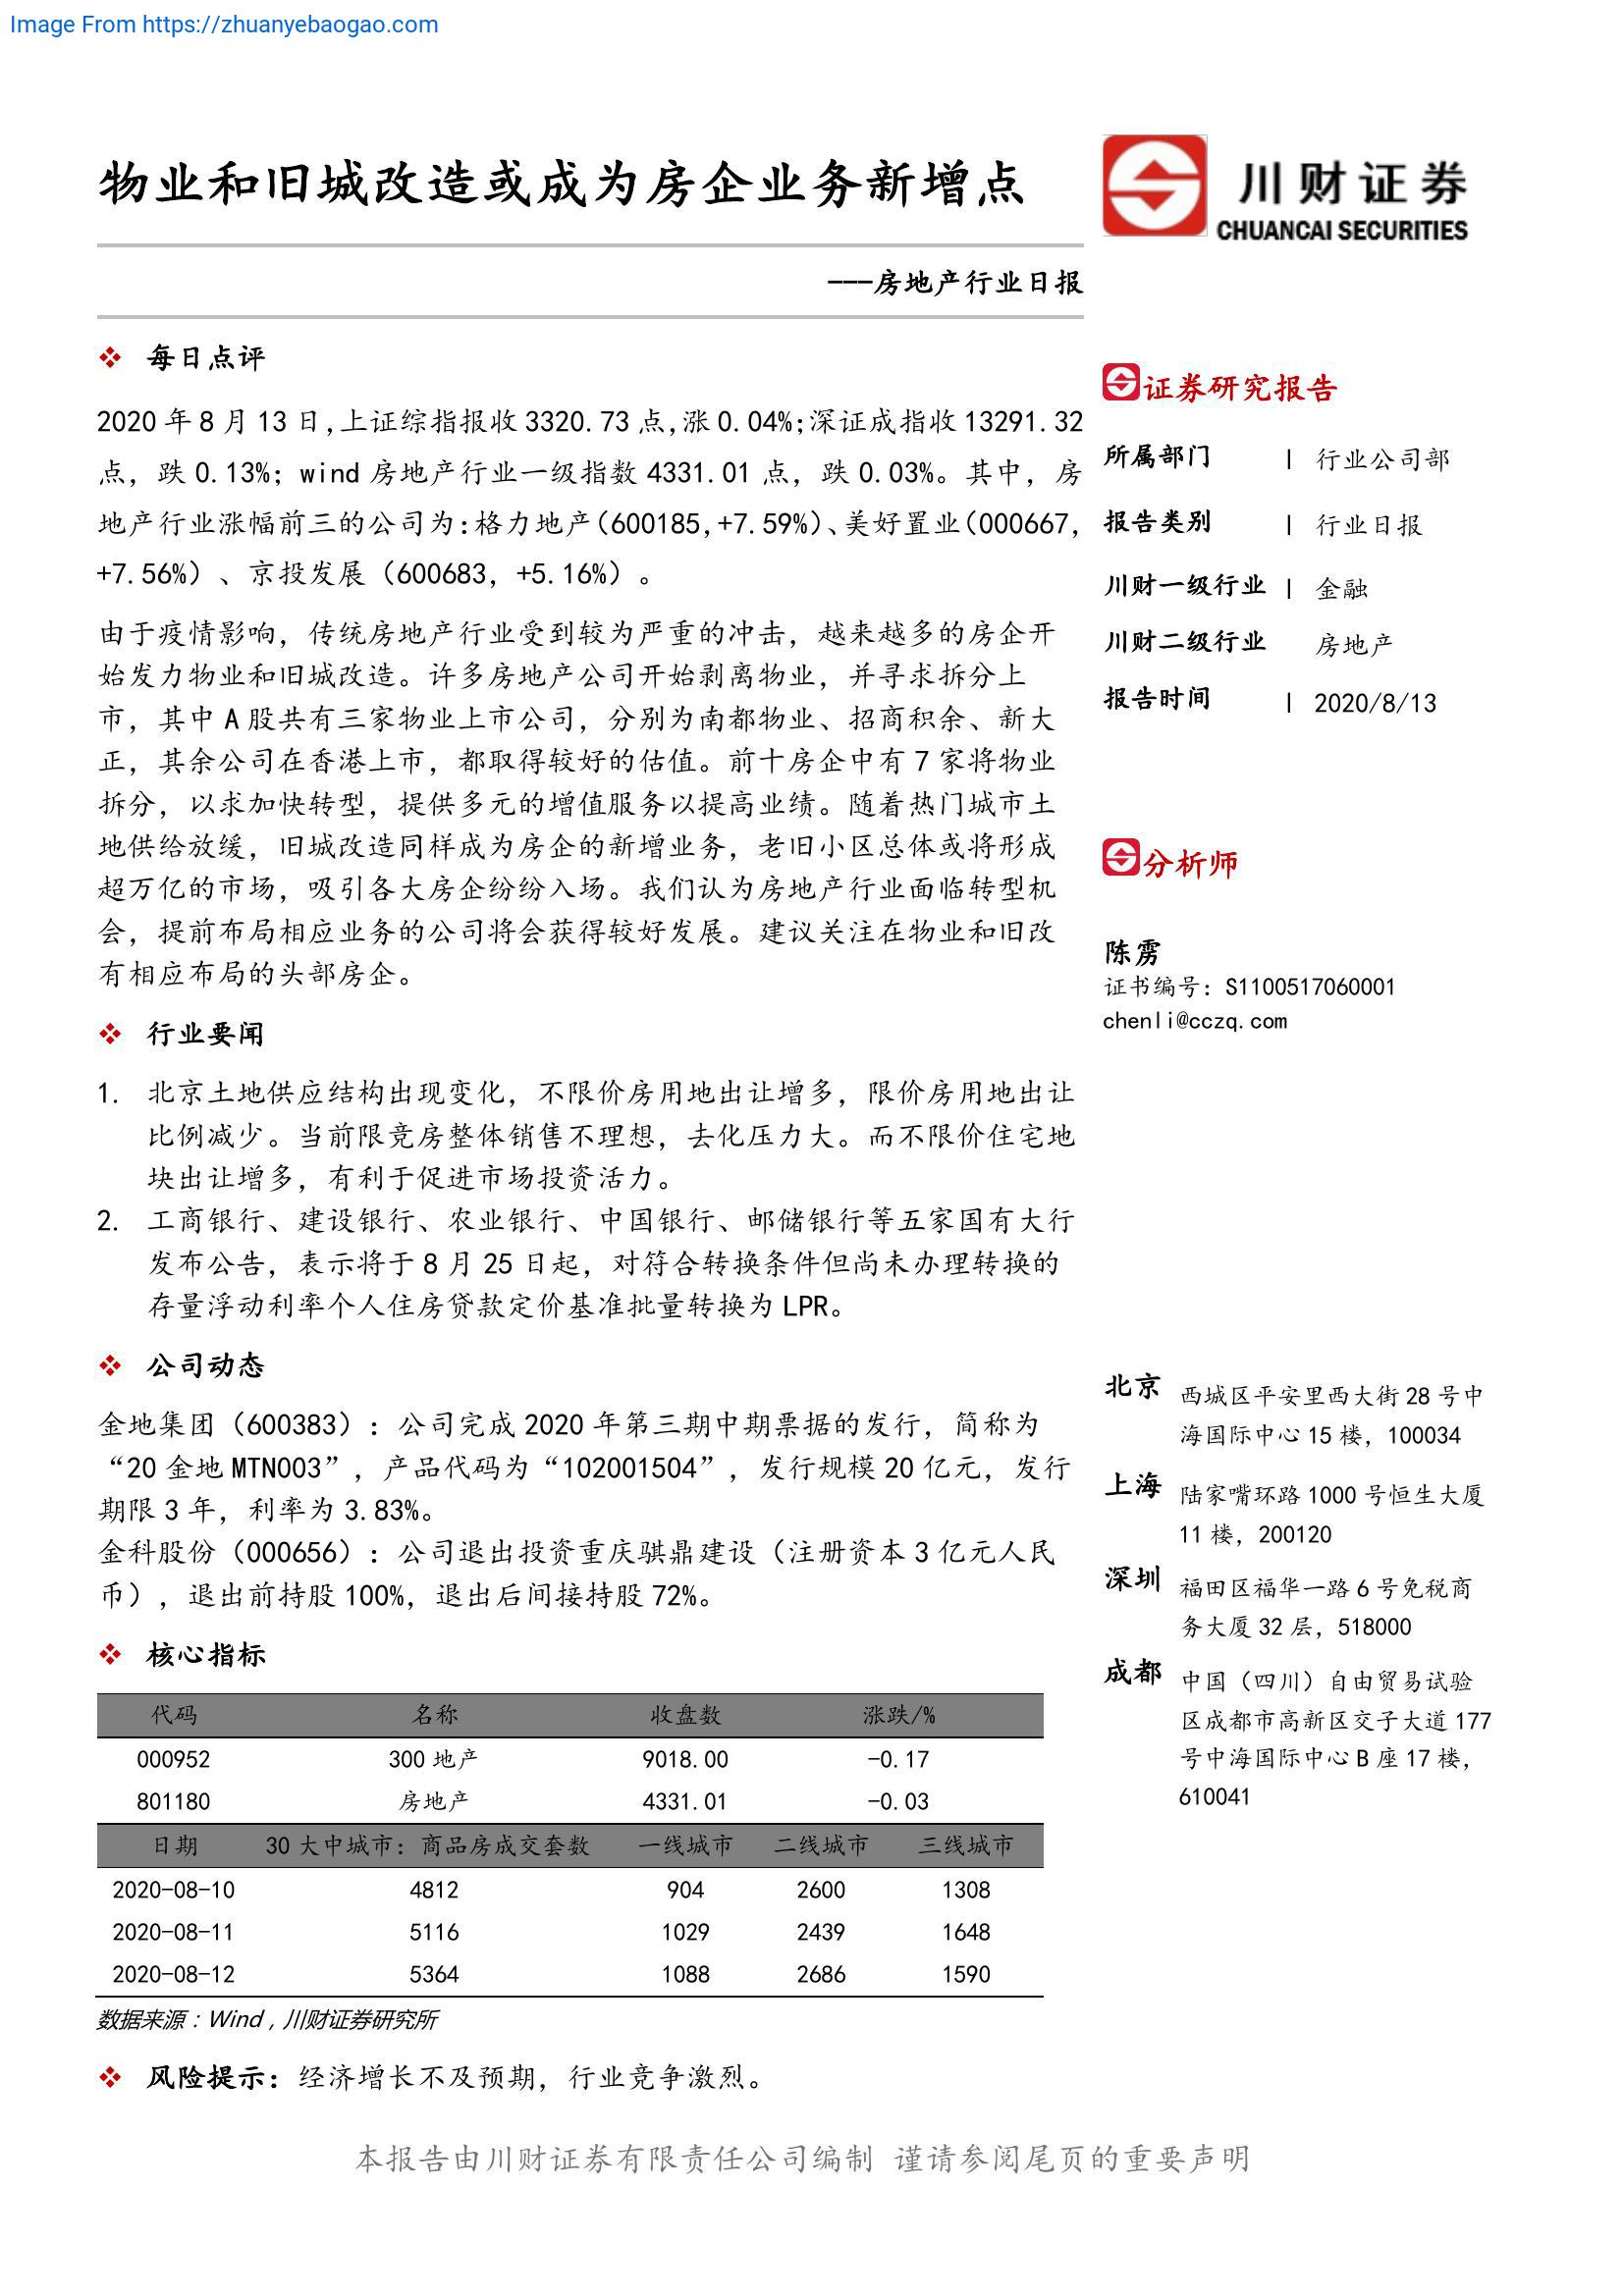 Image From https://zhuanyebaogao.com
物业和旧城改造或成为房企业务新增点
川财证券
CHUANCAI SECURITIES
---房地产行业日报
❖ 每日点评
2020 年 8 月 13 日,上证综指报收 3320.73 点,涨 0.04%;深证成指收 13291.32
点，跌 0.13%；wind 房地产行业一级指数 4331.01 点，跌 0.03%。其中，房
地产行业涨幅前三的公司为:格力地产(600185,+7.59%)、美好置业(000667,
+7.56%）、京投发展（600683，+5.16%）。
由于疫情影响，传统房地产行业受到较为严重的冲击，越来越多的房企开
始发力物业和旧城改造。许多房地产公司开始剥离物业，并寻求拆分上
市，其中 A 股共有三家物业上市公司，分别为南都物业、招商积余、新大
正，其余公司在香港上市，都取得较好的估值。前十房企中有 7 家将物业
拆分，以求加快转型，提供多元的增值服务以提高业绩。随着热门城市土
地供给放缓，旧城改造同样成为房企的新增业务，老旧小区总体或将形成
超万亿的市场，吸引各大房企纷纷入场。我们认为房地产行业面临转型机
会，提前布局相应业务的公司将会获得较好发展。建议关注在物业和旧改
有相应布局的头部房企。
❖ 行业要闻
1. 北京土地供应结构出现变化，不限价房用地出让增多，限价房用地出让
比例减少。当前限竞房整体销售不理想，去化压力大。而不限价住宅地
块出让增多，有利于促进市场投资活力。
2. 工商银行、建设银行、农业银行、中国银行、邮储银行等五家国有大行
发布公告，表示将于 8 月 25 日起，对符合转换条件但尚未办理转换的
存量浮动利率个人住房贷款定价基准批量转换为 LPR。
❖ 公司动态
金地集团（600383）：公司完成 2020 年第三期中期票据的发行，简称为
“20 金地 MTN003”，产品代码为“102001504”，发行规模 20 亿元，发行
期限 3 年，利率为 3.83%。
金科股份（000656）：公司退出投资重庆骐鼎建设（注册资本 3 亿元人民
币），退出前持股 100%，退出后间接持股 72%。
❖ 核心指标
代码 名称 收盘数 涨跌/%
000952 300 地产 9018.00 -0.17
801180 房地产 4331.01 -0.03
日期 30 大中城市：商品房成交套数 一线城市 二线城市 三线城市
2020-08-10 4812 904 2600 1308
2020-08-11 5116 1029 2439 1648
2020-08-12 5364 1088 2686 1590
数据来源：Wind，川财证券研究所
❖ 风险提示：经济增长不及预期，行业竞争激烈。
证券研究报告
所属部门 | 行业公司部
报告类别 | 行业日报
川财一级行业 | 金融
川财二级行业 房地产
报告时间 | 2020/8/13
分析师
陈雳
证书编号：S1100517060001
chenli@cczq.com
北京 西城区平安里西大街 28 号中
海国际中心 15 楼，100034
上海 陆家嘴环路 1000 号恒生大厦
11 楼，200120
深圳 福田区福华一路 6 号免税商
务大厦 32 层，518000
成都 中国（四川）自由贸易试验
区成都市高新区交子大道 177
号中海国际中心 B 座 17 楼，
610041
本报告由川财证券有限责任公司编制 谨请参阅尾页的重要声明